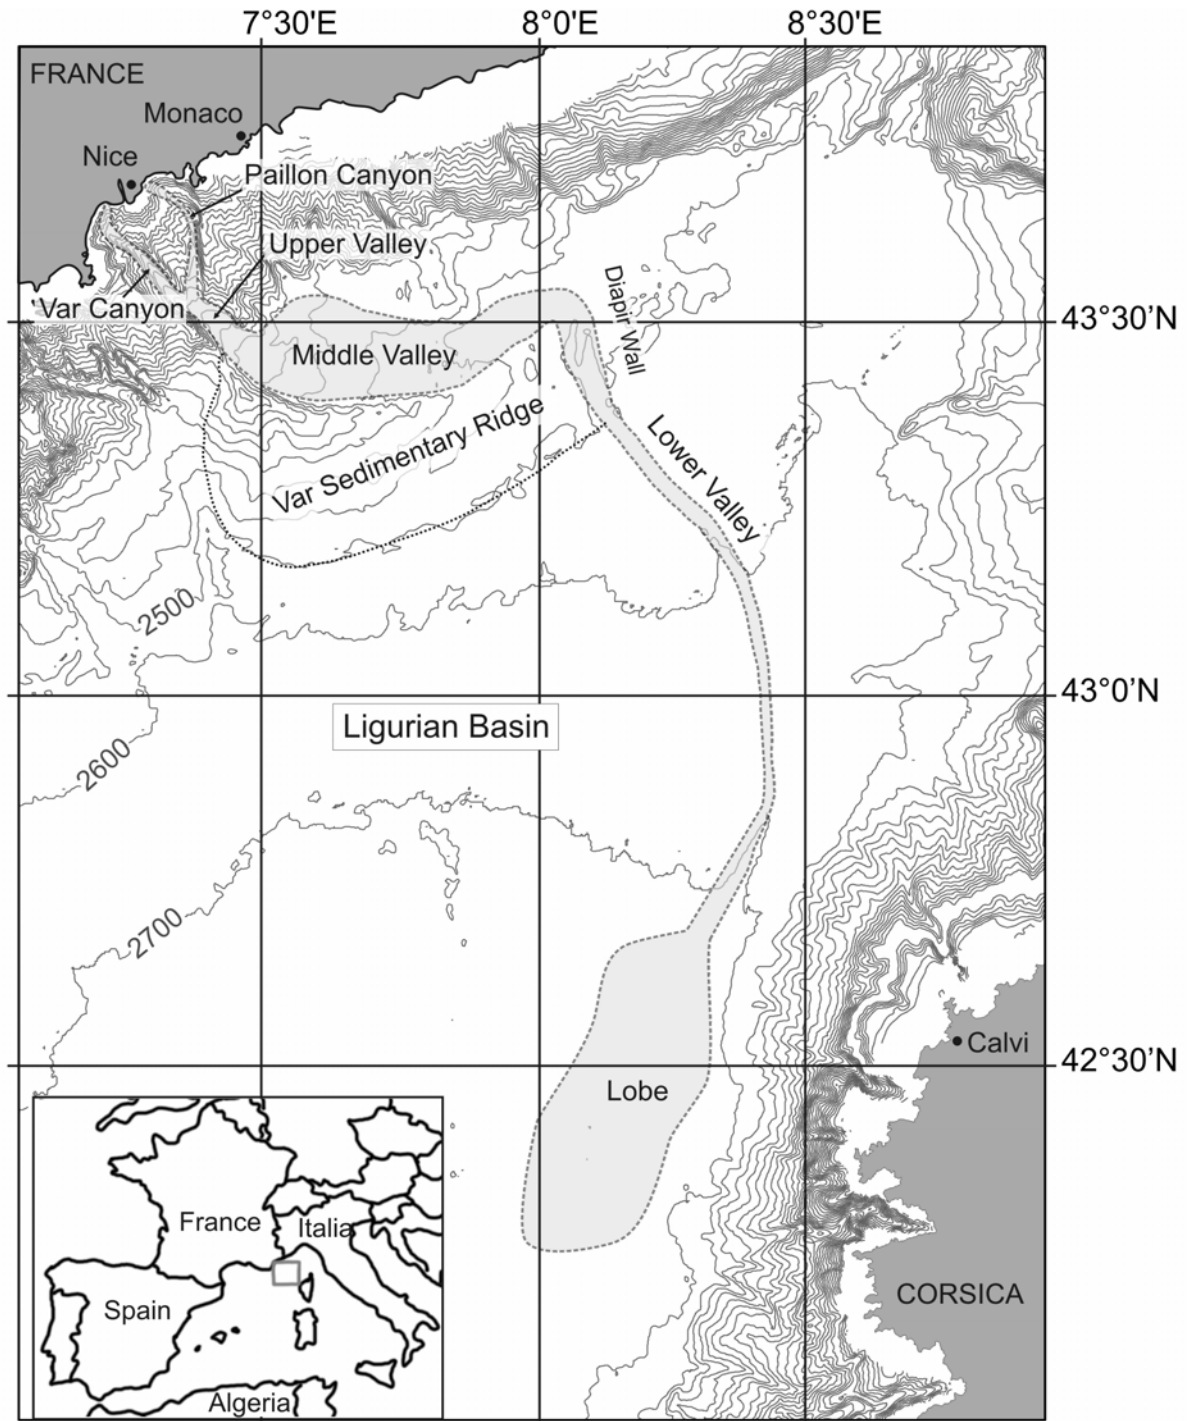 7°30'E
8°0'E
8°30'E
FRANCE
Monaco
Nice
Paillon Canyon
Upper Valley
Var Canyon
Diapir Wall
43°30’N
Middle Valley
Var Sedimentary Ridge
Lower Valley
2500
43°0’N
Ligurian Basin
2600
2700
Calvi
42°30’N
Lobe
France
Italia
CORSICA
Spain
Algeria